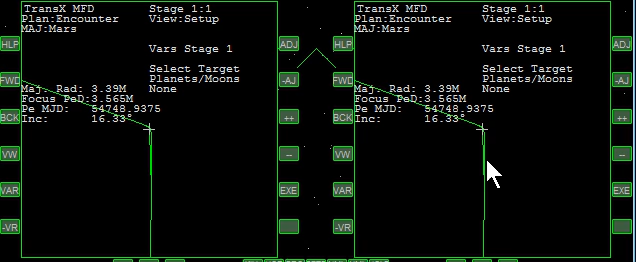 TransX MFD Stage 1:1
Plan:Encounter View:Setup
MAJ:Mars
Vars Stage 1
Select Target
Planets/Moons
Maj. Rad: 3.39M None
Focus PeD:3.565M
Pe MJD: 54748.9375
Inc: 16.33°
HLP
FWD
BCK
VW
VAR
-VR
ADJ
-AJ
++
--
EXE
TransX MFD Stage 1:1
Plan:Encounter View:Setup
MAJ:Mars
Vars Stage 1
Select Target
Planets/Moons
Maj. Rad: 3.39M None
Focus PeD:3.565M
Pe MJD: 54748.9375
Inc: 16.33°
HLP
FWD
BCK
VW
VAR
-VR
ADJ
-AJ
++
--
EXE